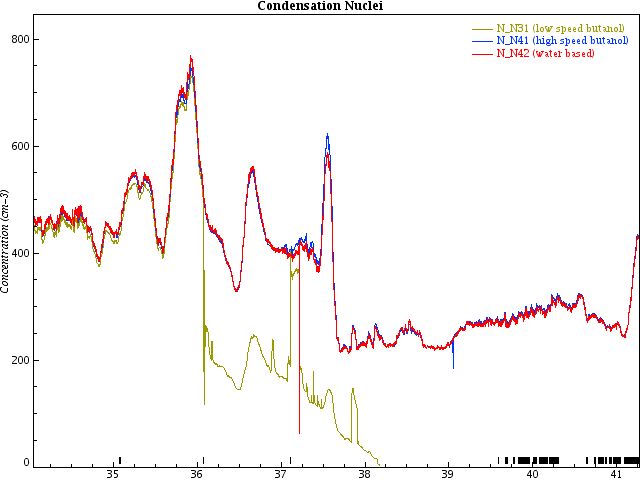 Condensation Nuclei
N_N31 (low speed butanol)
N_N41 (high speed butanol)
N_N42 (water based)
Concentration (cm-3)
800
600
400
200
0
35 36 37 38 39 40 41